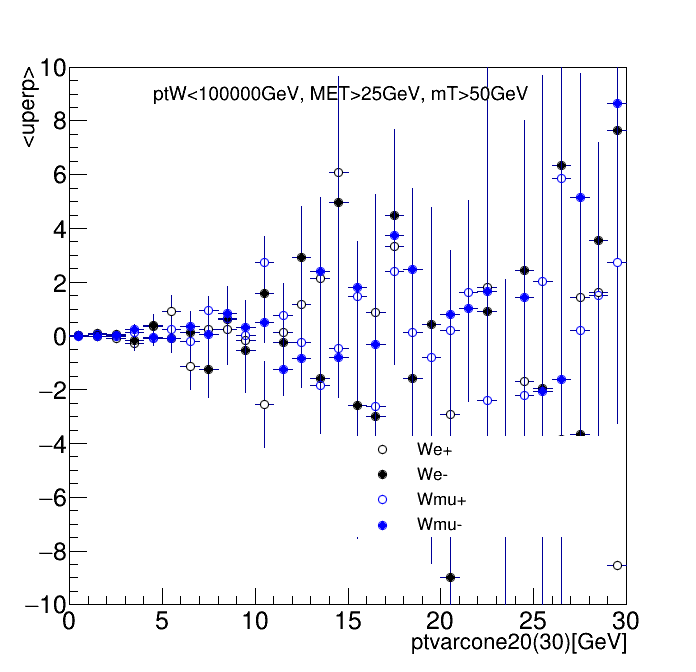 <uperp>
ptW<100000GeV, MET>25GeV, mT>50GeV
10
8
6
4
2
0
−2
−4
−6
−8
−10
We+
We-
Wmu+
Wmu-
0 5 10 15 20 25 30
ptvarcone20(30)[GeV]